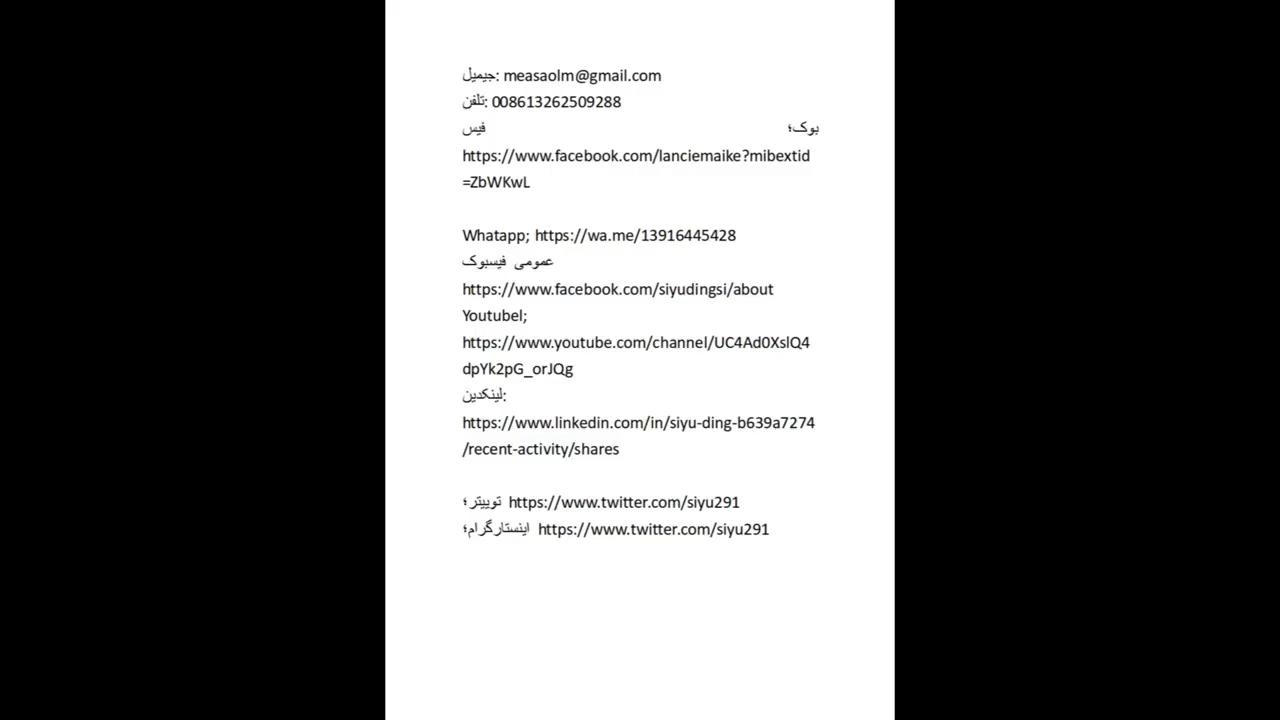 جیمیل: measaolm@gmail.com
تلفن: 008613262509288
فیس بوک؛
https://www.facebook.com/lanciemaike?mibextid
=ZbWKwL
Whatapp; https://wa.me/13916445428
عمومی فیسبوک
https://www.facebook.com/siyudingsi/about
Youtubel;
https://www.youtube.com/channel/UC4Ad0XslQ4
dpYk2pG_orJQg
لینکدین:
https://www.linkedin.com/in/siyu-ding-b639a7274
/recent-activity/shares
توییتر؛ https://www.twitter.com/siyu291
اینستارگرام؛ https://www.twitter.com/siyu291